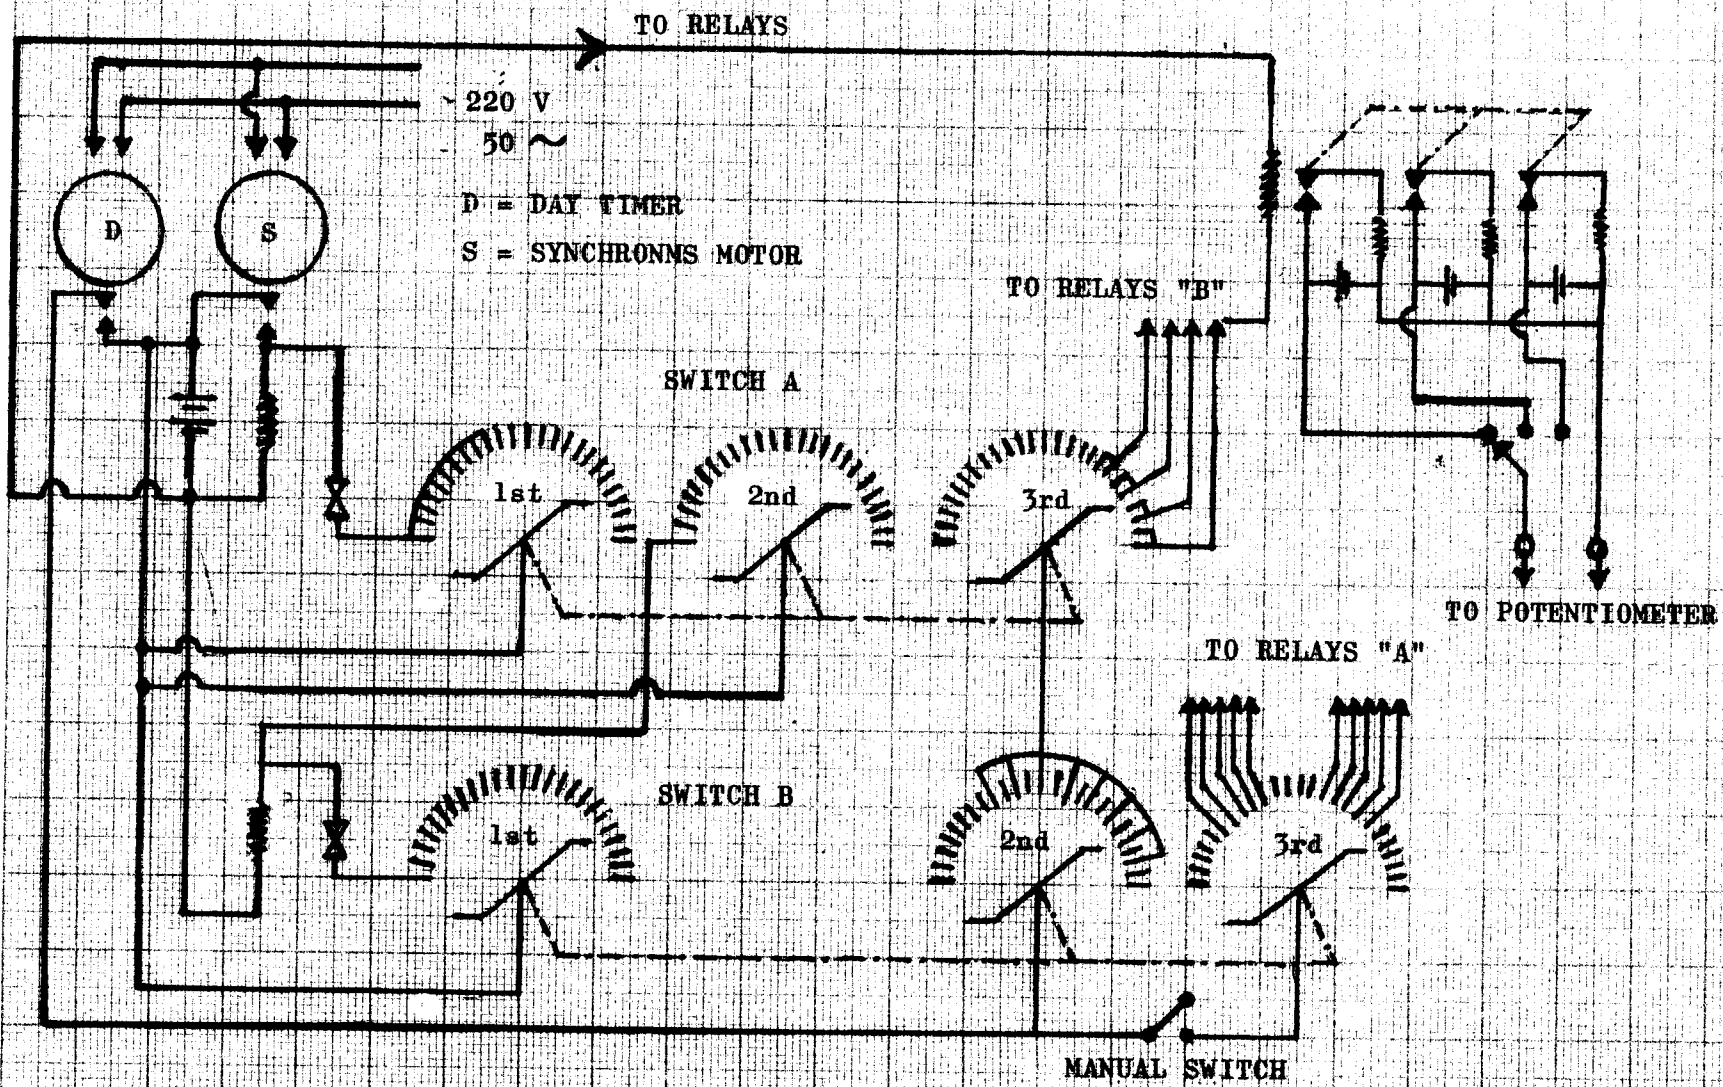 TO RELAYS
~220 V
50 ~
D = DAY TIMER
S = SYNCHRONMS MOTOR
D
S
TO RELAYS "B"
SWITCH A
1st
2nd
3rd
TO POTENTIOMETER
TO RELAYS "A"
SWITCH B
1st
2nd
3rd
MANUAL SWITCH